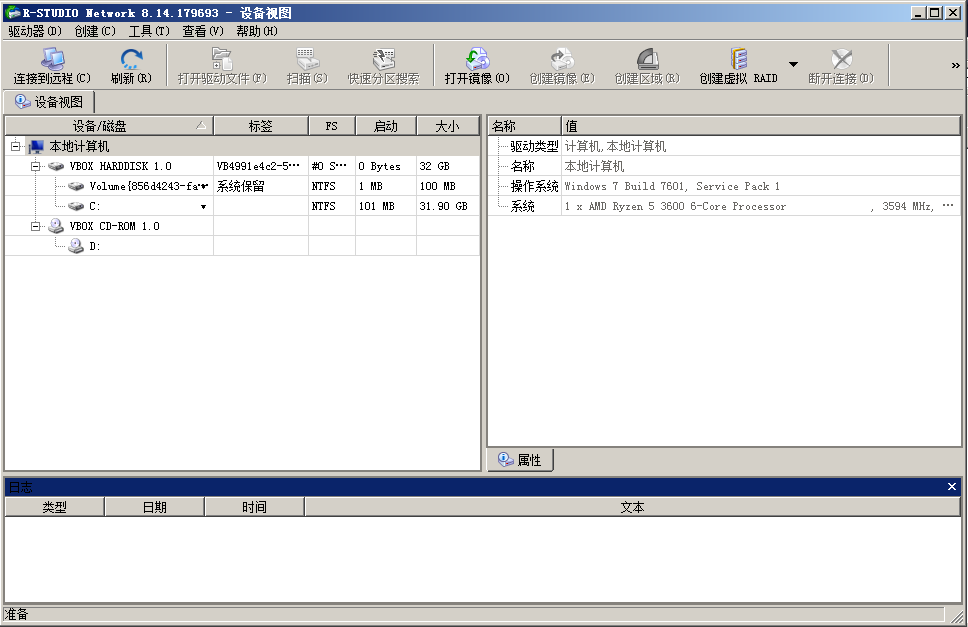 R-STUDIO Network 8.14.179693 - 设备视图
驱动器(D) 创建(C) 工具(T) 查看(V) 帮助(H)
连接到远程(C) 刷新(R) 打开驱动文件(F) 扫描(S) 快速分区搜索 打开镜像(O) 创建镜像(E) 创建区域(R) 创建虚拟 RAID 断开连接(D) »
设备视图
设备/磁盘 标签 FS 启动 大小
本地计算机
VBOX HARDDISK 1.0 VB4991e4c2-5··· #0 S··· 0 Bytes 32 GB
Volume{856d4243-fa·· 系统保留 NTFS 1 MB 100 MB
C: NTFS 101 MB 31.90 GB
VBOX CD-ROM 1.0
D:
名称 值
驱动类型 计算机,本地计算机
名称 本地计算机
操作系统 Windows 7 Build 7601, Service Pack 1
系统 1 x AMD Ryzen 5 3600 6-Core Processor , 3594 MHz, ···
属性
日志
类型 日期 时间 文本
准备